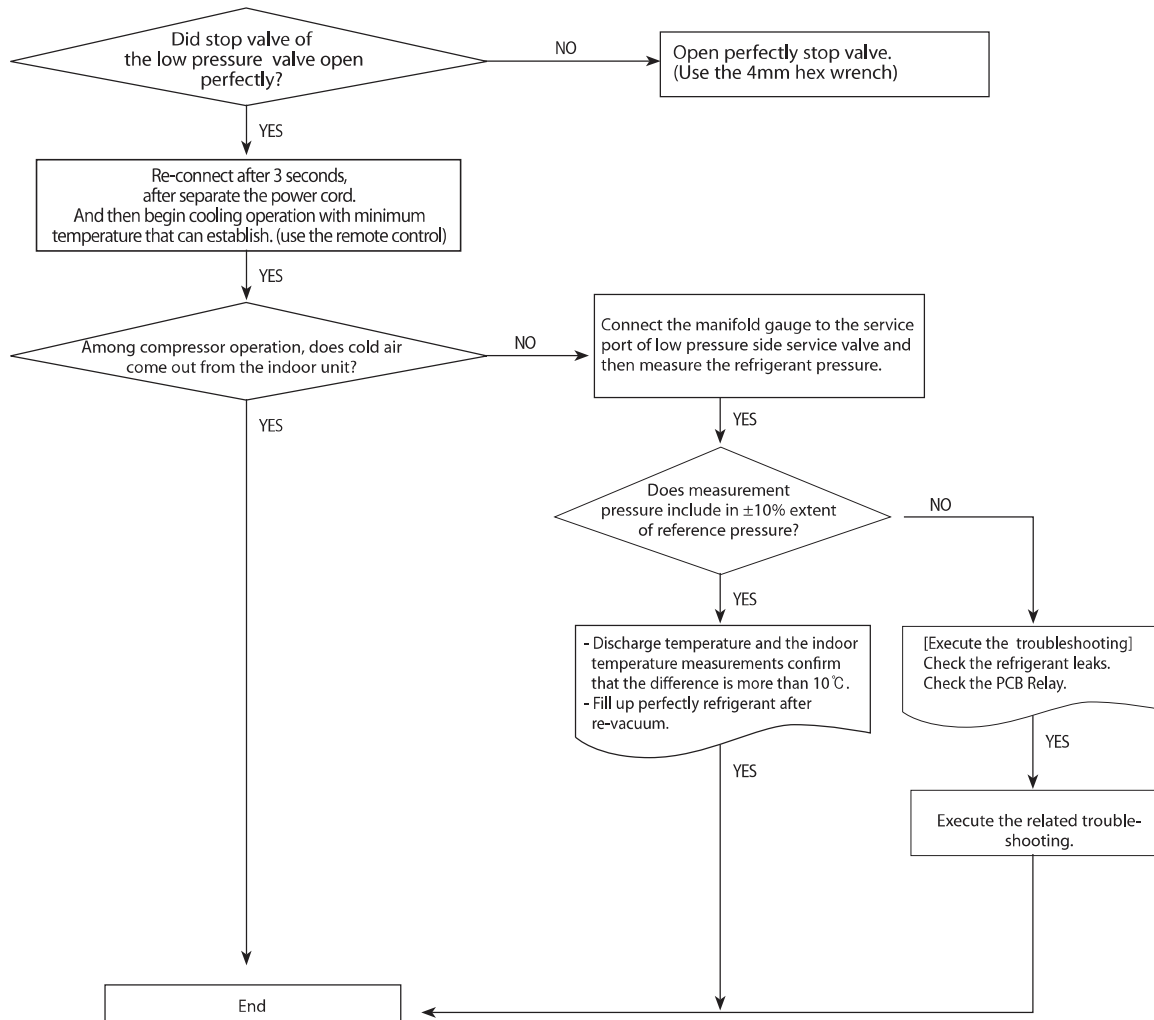 Did stop valve of
the low pressure valve open
perfectly?
NO
Open perfectly stop valve.
(Use the 4mm hex wrench)
YES
Re-connect after 3 seconds,
after separate the power cord.
And then begin cooling operation with minimum
temperature that can establish. (use the remote control)
YES
Among compressor operation, does cold air
come out from the indoor unit?
NO
Connect the manifold gauge to the service
port of low pressure side service valve and
then measure the refrigerant pressure.
YES
YES
Does measurement
pressure include in ±10% extent
of reference pressure?
NO
YES
- Discharge temperature and the indoor
temperature measurements confirm
that the difference is more than 10℃.
- Fill up perfectly refrigerant after
re-vacuum.
[Execute the troubleshooting]
Check the refrigerant leaks.
Check the PCB Relay.
YES
YES
Execute the related trouble-
shooting.
End